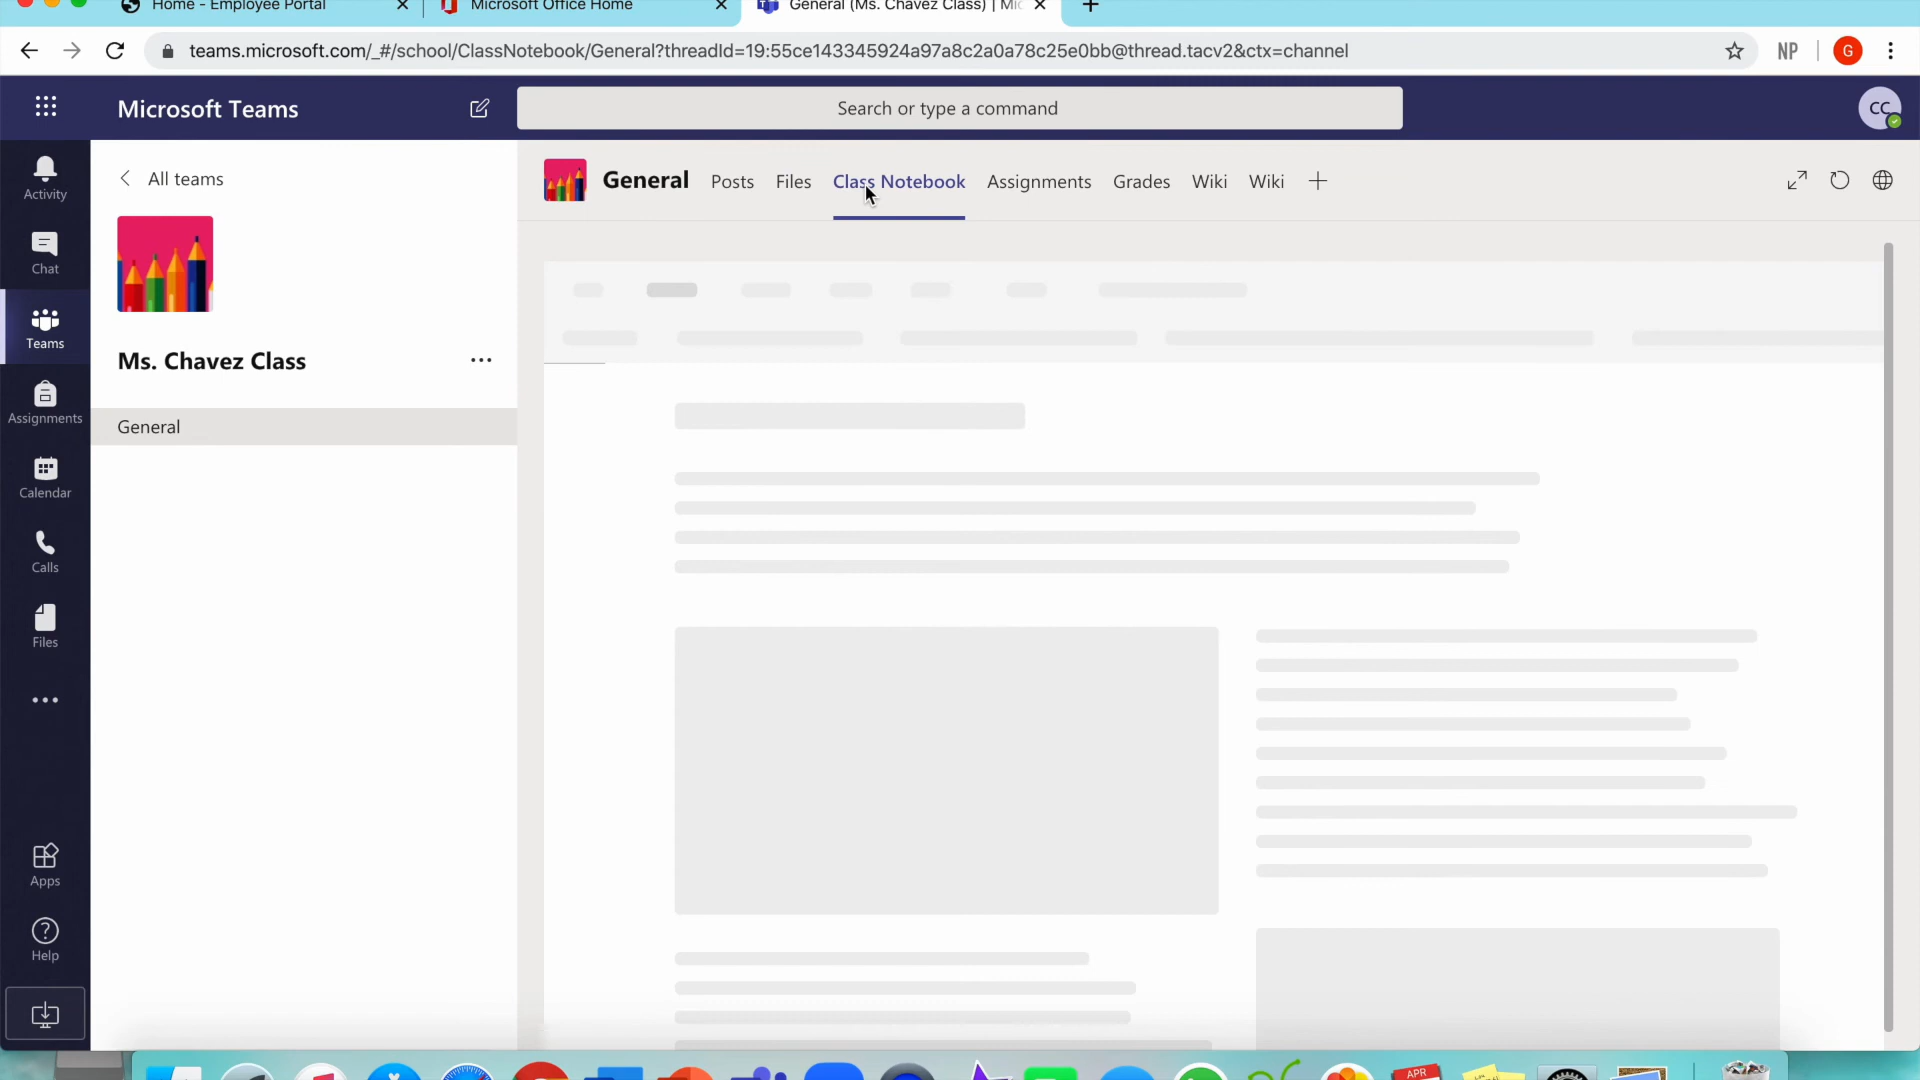 Home - Employee Portal
Microsoft Office Home
General (Ms. Chavez Class) | Mic
teams.microsoft.com/_#/school/ClassNotebook/General?threadId=19:55ce143345924a97a8c2a0a78c25e0bb@thread.tacv2&ctx=channel
NP
G
Microsoft Teams
Search or type a command
CC
Activity
Chat
Teams
Assignments
Calendar
Calls
Files
Apps
Help
All teams
Ms. Chavez Class
General
General
Posts
Files
Class Notebook
Assignments
Grades
Wiki
Wiki
APR